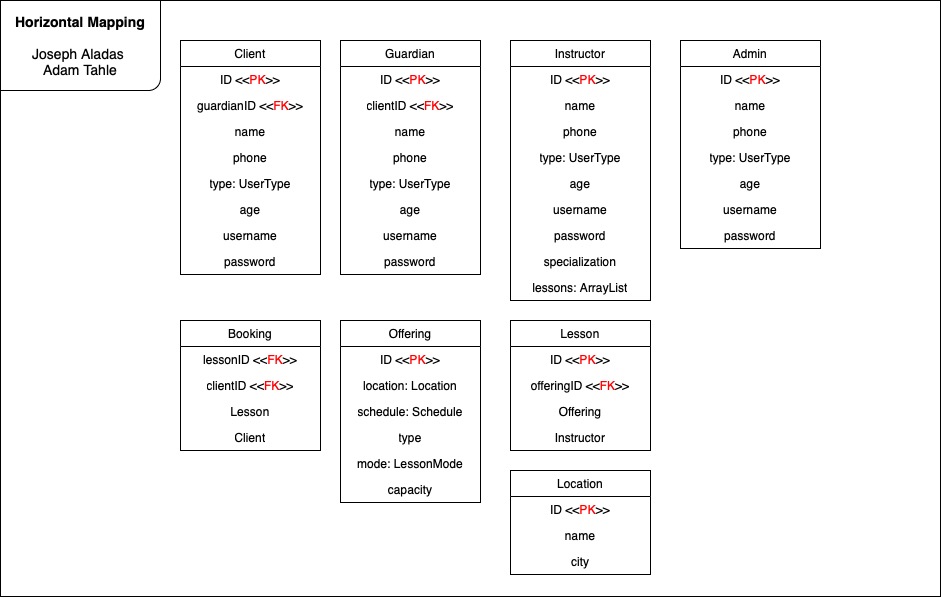 Horizontal Mapping
Joseph Aladas
Adam Tahle
Client
ID <<PK>>
guardianID <<FK>>
name
phone
type: UserType
age
username
password
Guardian
ID <<PK>>
clientID <<FK>>
name
phone
type: UserType
age
username
password
Instructor
ID <<PK>>
name
phone
type: UserType
age
username
password
specialization
lessons: ArrayList
Admin
ID <<PK>>
name
phone
type: UserType
age
username
password
Booking
lessonID <<FK>>
clientID <<FK>>
Lesson
Client
Offering
ID <<PK>>
location: Location
schedule: Schedule
type
mode: LessonMode
capacity
Lesson
ID <<PK>>
offeringID <<FK>>
Offering
Instructor
Location
ID <<PK>>
name
city